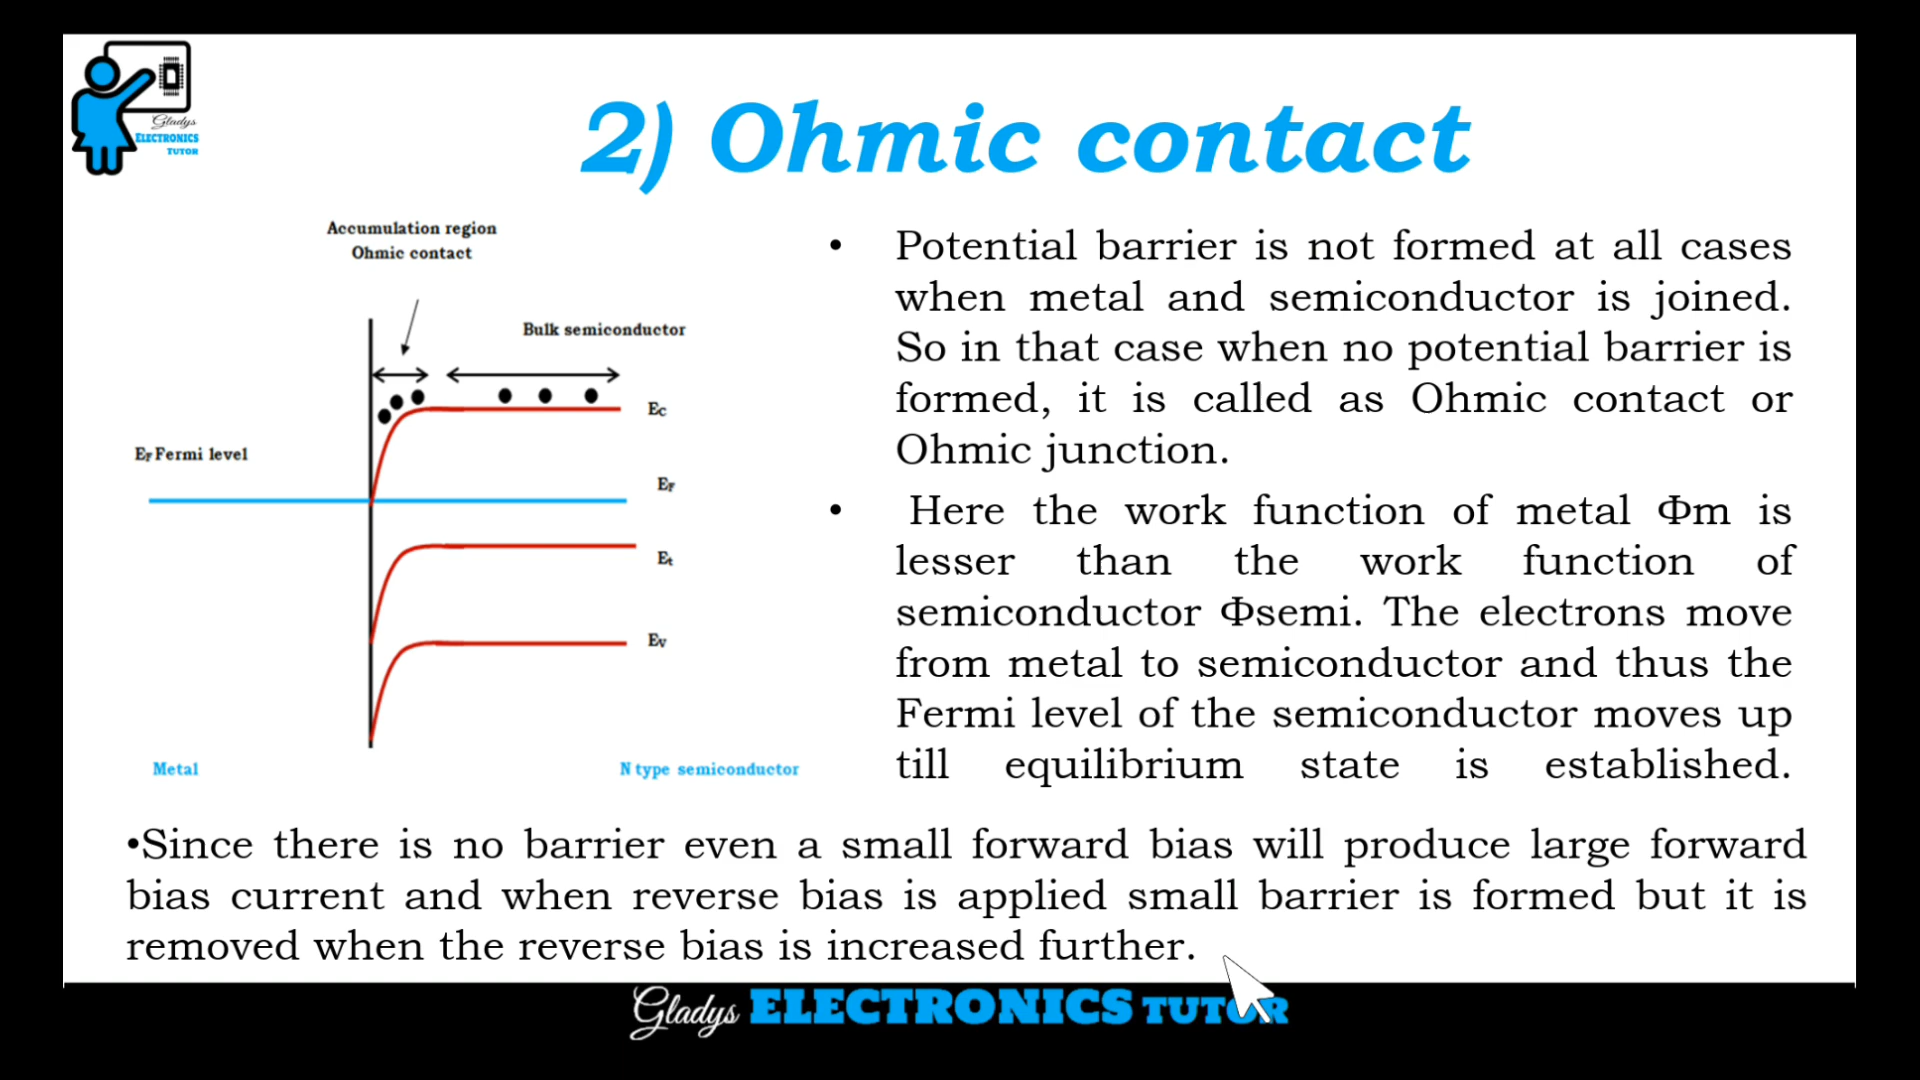 Gladys
ELECTRONICS
TUTOR
2) Ohmic contact
Accumulation region
Ohmic contact
Bulk semiconductor
Ec
EF Fermi level
EF
Et
Ev
Metal
N type semiconductor
• Potential barrier is not formed at all cases
when metal and semiconductor is joined.
So in that case when no potential barrier is
formed, it is called as Ohmic contact or
Ohmic junction.
• Here the work function of metal Φm is
lesser than the work function of
semiconductor Φsemi. The electrons move
from metal to semiconductor and thus the
Fermi level of the semiconductor moves up
till equilibrium state is established.
•Since there is no barrier even a small forward bias will produce large forward
bias current and when reverse bias is applied small barrier is formed but it is
removed when the reverse bias is increased further.
Gladys ELECTRONICS TUTOR